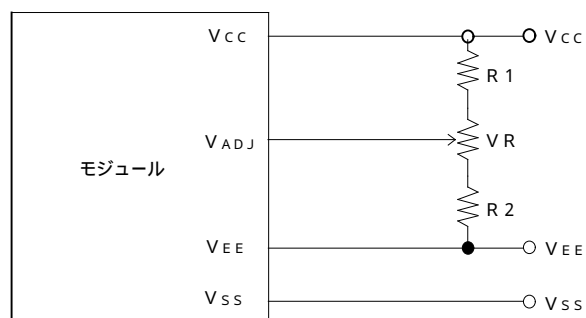 VCC VCC
R1
VADJ VR
モジュール
R2
VEE VEE
VSS VSS